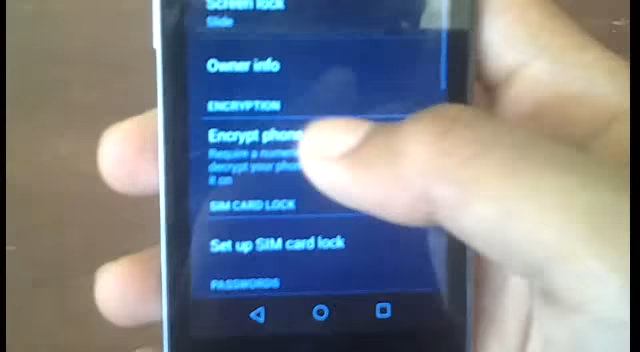 Screen lock
Slide
Owner info
ENCRYPTION
Encrypt phone
Require a numeric
decrypt your phone
it on
SIM CARD LOCK
Set up SIM card lock
PASSWORDS